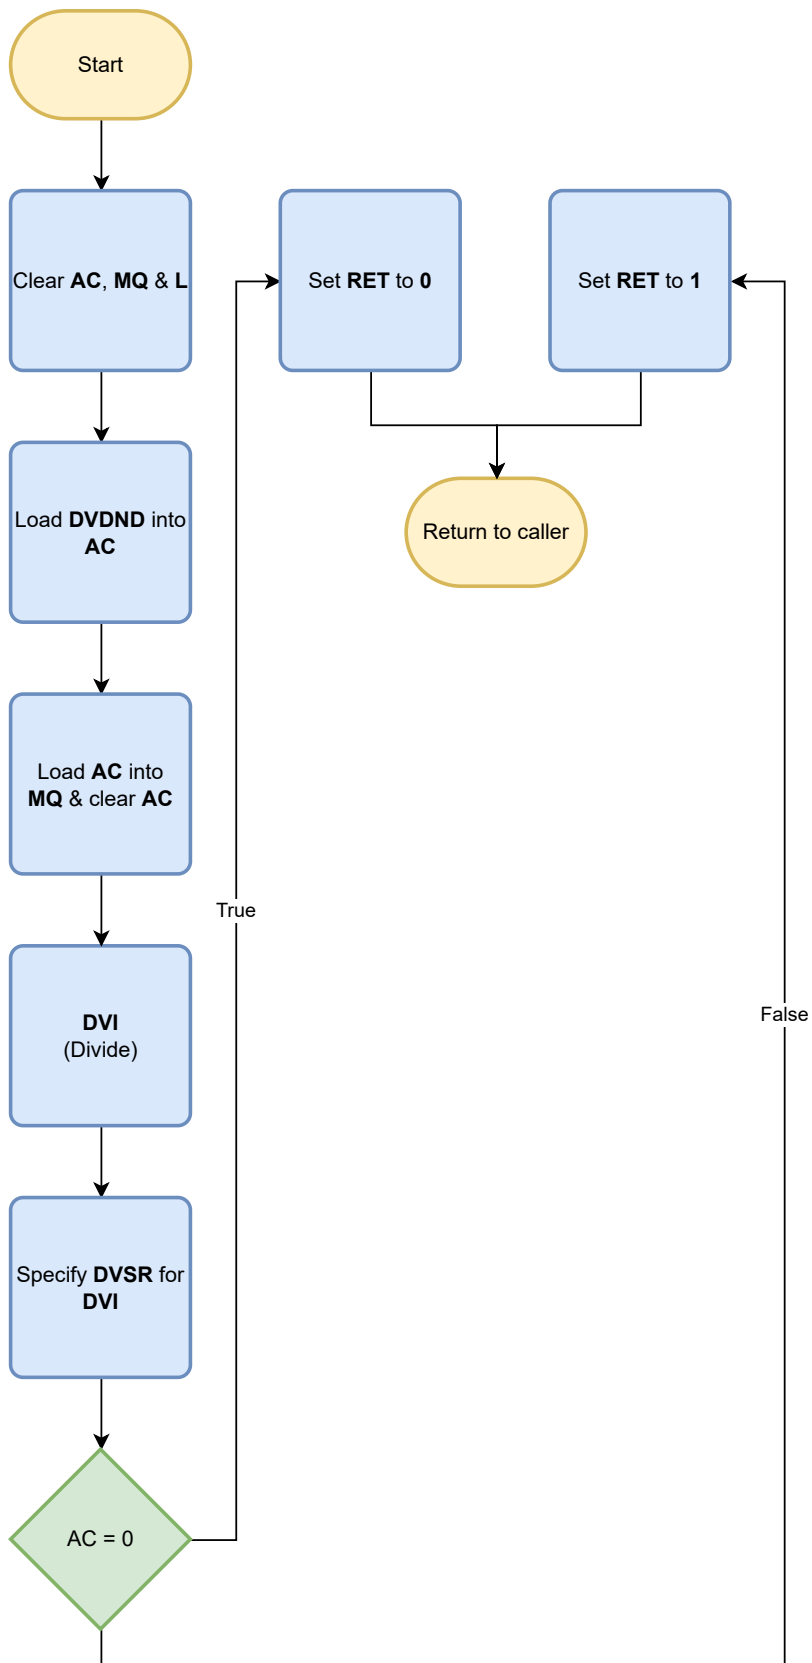 Start
Clear AC, MQ & L
Set RET to 0
Set RET to 1
Load DVDND into
AC
Return to caller
Load AC into
MQ & clear AC
True
DVI
(Divide)
False
Specify DVSR for
DVI
AC = 0